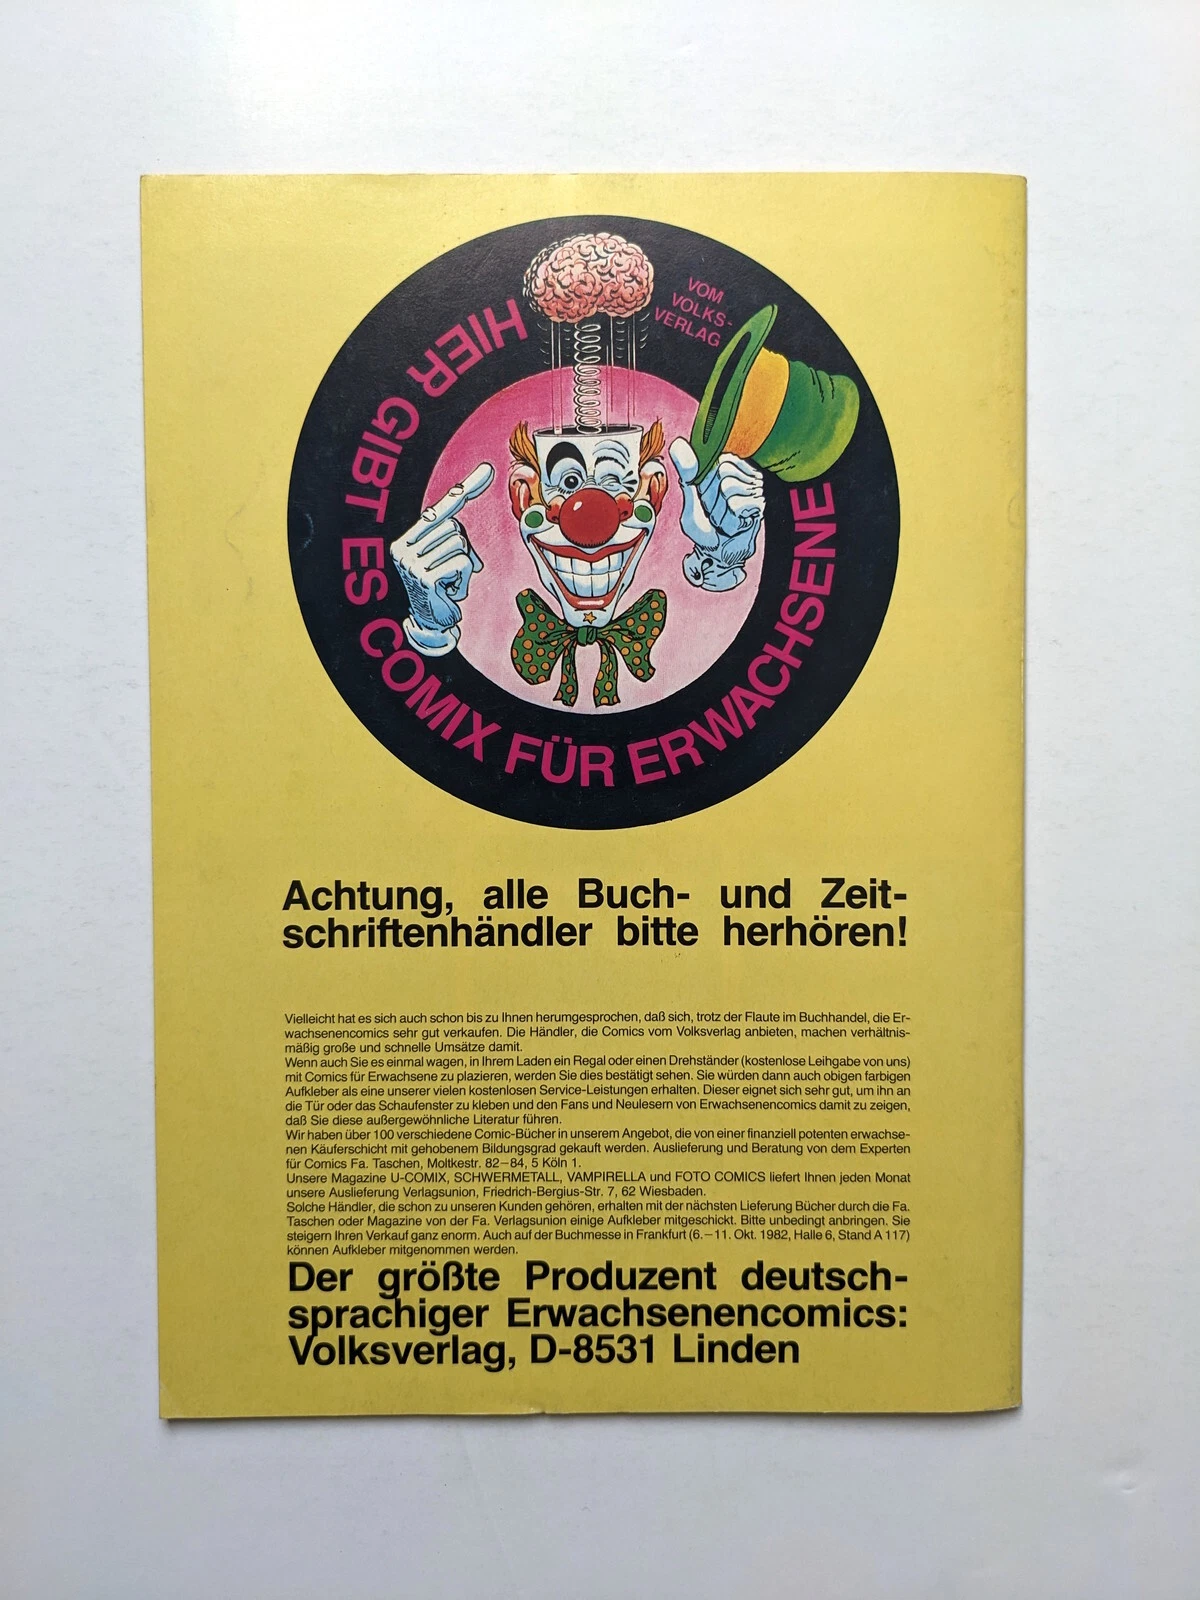 HIER GIBT ES COMIX FÜR ERWACHSENE
VOM
VOLKS-
VERLAG
Achtung, alle Buch- und Zeit-
schriftenhändler bitte herhören!
Vielleicht hat es sich auch schon bis zu Ihnen herumgesprochen, daß sich, trotz der Flaute im Buchhandel, die Er-
wachsenencomics sehr gut verkaufen. Die Händler, die Comics vom Volksverlag anbieten, machen verhältnis-
mäßig große und schnelle Umsätze damit.
Wenn auch Sie es einmal wagen, in Ihrem Laden ein Regal oder einen Drehständer (kostenlose Leihgabe von uns)
mit Comics für Erwachsene zu plazieren, werden Sie dies bestätigt sehen. Sie würden dann auch obigen farbigen
Aufkleber als eine unserer vielen kostenlosen Service-Leistungen erhalten. Dieser eignet sich sehr gut, um ihn an
die Tür oder das Schaufenster zu kleben und den Fans und Neulesern von Erwachsenencomics damit zu zeigen,
daß Sie diese außergewöhnliche Literatur führen.
Wir haben über 100 verschiedene Comic-Bücher in unserem Angebot, die von einer finanziell potenten erwachse-
nen Käuferschicht mit gehobenem Bildungsgrad gekauft werden. Auslieferung und Beratung von dem Experten
für Comics Fa. Taschen, Moltkestr. 82–84, 5 Köln 1.
Unsere Magazine U-COMIX, SCHWERMETALL, VAMPIRELLA und FOTO COMICS liefert Ihnen jeden Monat
unsere Auslieferung Verlagsunion, Friedrich-Bergius-Str. 7, 62 Wiesbaden.
Solche Händler, die schon zu unseren Kunden gehören, erhalten mit der nächsten Lieferung Bücher durch die Fa.
Taschen oder Magazine von der Fa. Verlagsunion einige Aufkleber mitgeschickt. Bitte unbedingt anbringen. Sie
steigern Ihren Verkauf ganz enorm. Auch auf der Buchmesse in Frankfurt (6.–11. Okt. 1982, Halle 6, Stand A 117)
können Aufkleber mitgenommen werden.
Der größte Produzent deutsch-
sprachiger Erwachsenencomics:
Volksverlag, D-8531 Linden